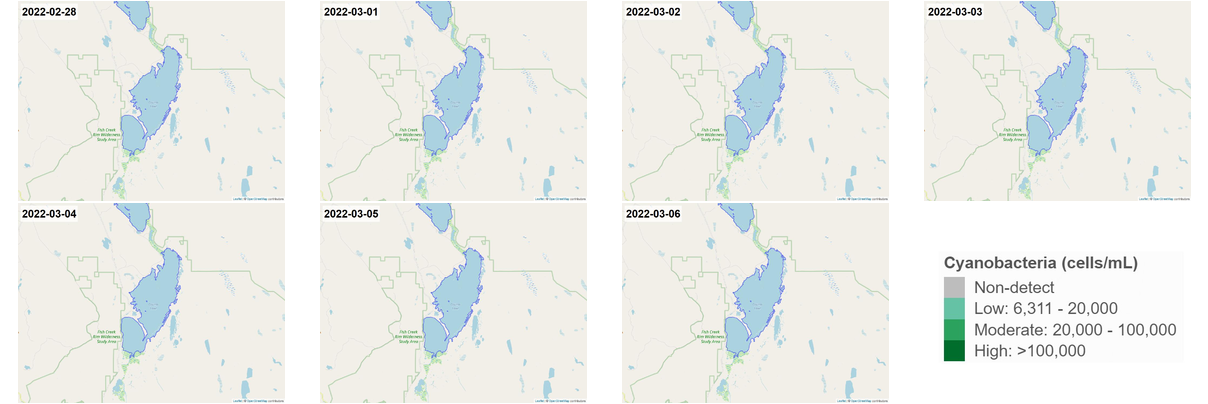 2022-02-28
2022-03-01
2022-03-02
2022-03-03
Fish Creek
Rim Wilderness
Study Area
Fish Creek
Rim Wilderness
Study Area
Fish Creek
Rim Wilderness
Study Area
Fish Creek
Rim Wilderness
Study Area
Leaflet | © OpenStreetMap contributors
Leaflet | © OpenStreetMap contributors
Leaflet | © OpenStreetMap contributors
Leaflet | © OpenStreetMap contributors
2022-03-04
2022-03-05
2022-03-06
Cyanobacteria (cells/mL)
Non-detect
Low: 6,311 - 20,000
Moderate: 20,000 - 100,000
High: >100,000
Fish Creek
Rim Wilderness
Study Area
Fish Creek
Rim Wilderness
Study Area
Fish Creek
Rim Wilderness
Study Area
Leaflet | © OpenStreetMap contributors
Leaflet | © OpenStreetMap contributors
Leaflet | © OpenStreetMap contributors